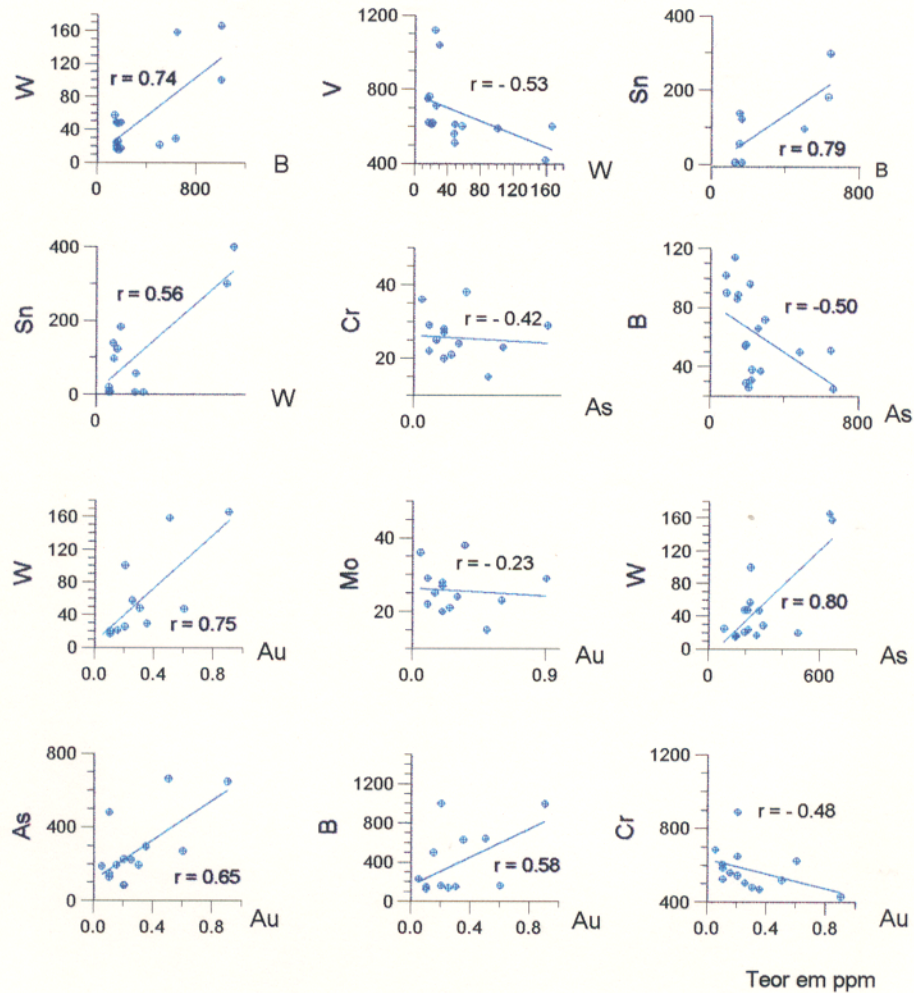 160
120
W
80
40
0
r = 0.74
0
800
B
1200
V
800
400
r = - 0.53
0
40
100
160
W
400
Sn
200
0
r = 0.79
0
800
B
400
Sn
200
0
r = 0.56
0
W
40
Cr
20
r = - 0.42
0.0
As
120
B
80
40
0
r = -0.50
0
800
As
160
W
120
80
40
0
r = 0.75
0.0
0.4
0.8
Au
40
Mo
20
r = - 0.23
0.0
0.9
Au
160
W
120
80
40
0
r = 0.80
0
600
As
800
As
400
0
r = 0.65
0.0
0.4
0.8
Au
1200
B
800
400
0
r = 0.58
0.0
0.4
0.8
Au
1200
Cr
800
400
r = - 0.48
0.0
0.4
0.8
Au
Teor em ppm